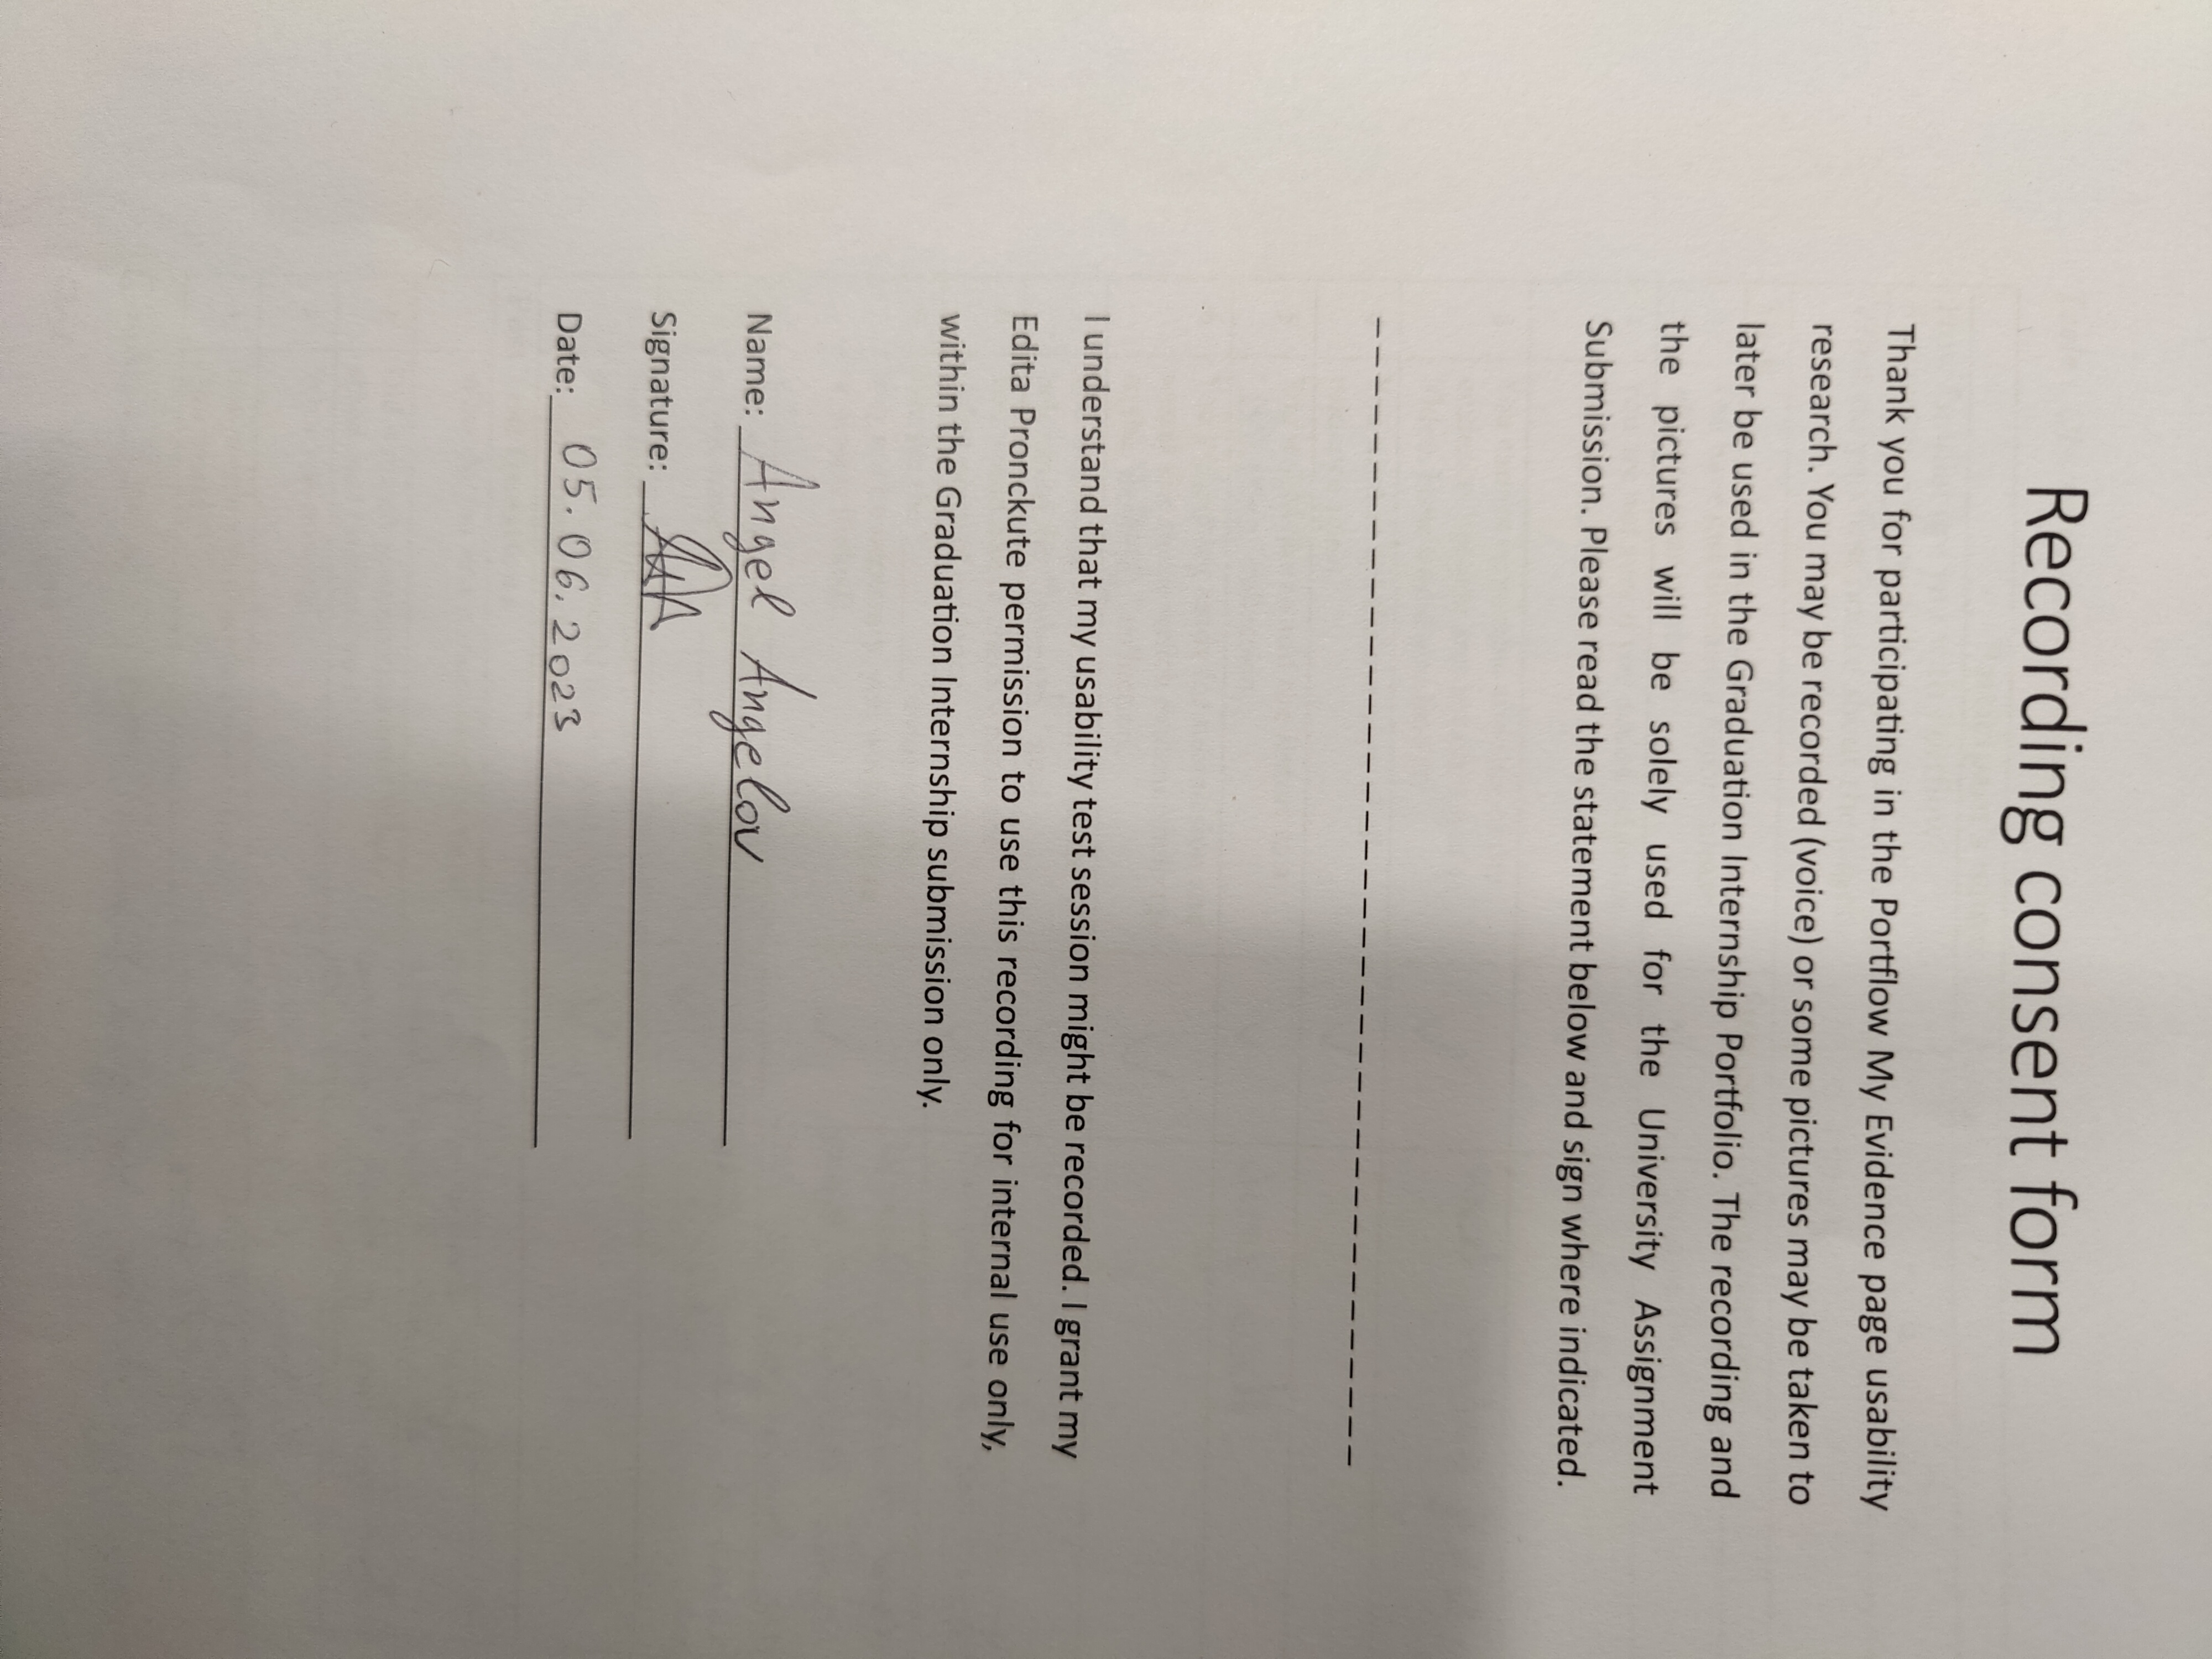 Recording consent form
Thank you for participating in the Portflow My Evidence page usability
research. You may be recorded (voice) or some pictures may be taken to
later be used in the Graduation Internship Portfolio. The recording and
the pictures will be solely used for the University Assignment
Submission. Please read the statement below and sign where indicated.
I understand that my usability test session might be recorded. I grant my
Edita Pronckute permission to use this recording for internal use only,
within the Graduation Internship submission only.
Name: Angel Angelov
Signature:
Date: 05.06.2023